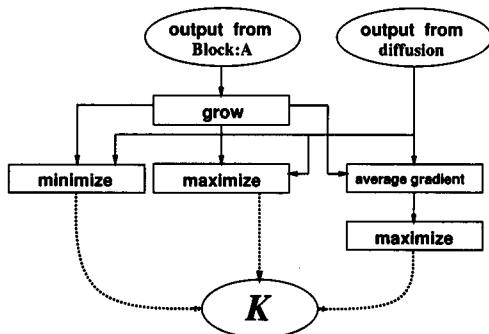 output from
Block:A
output from
diffusion
grow
minimize
maximize
average gradient
maximize
K